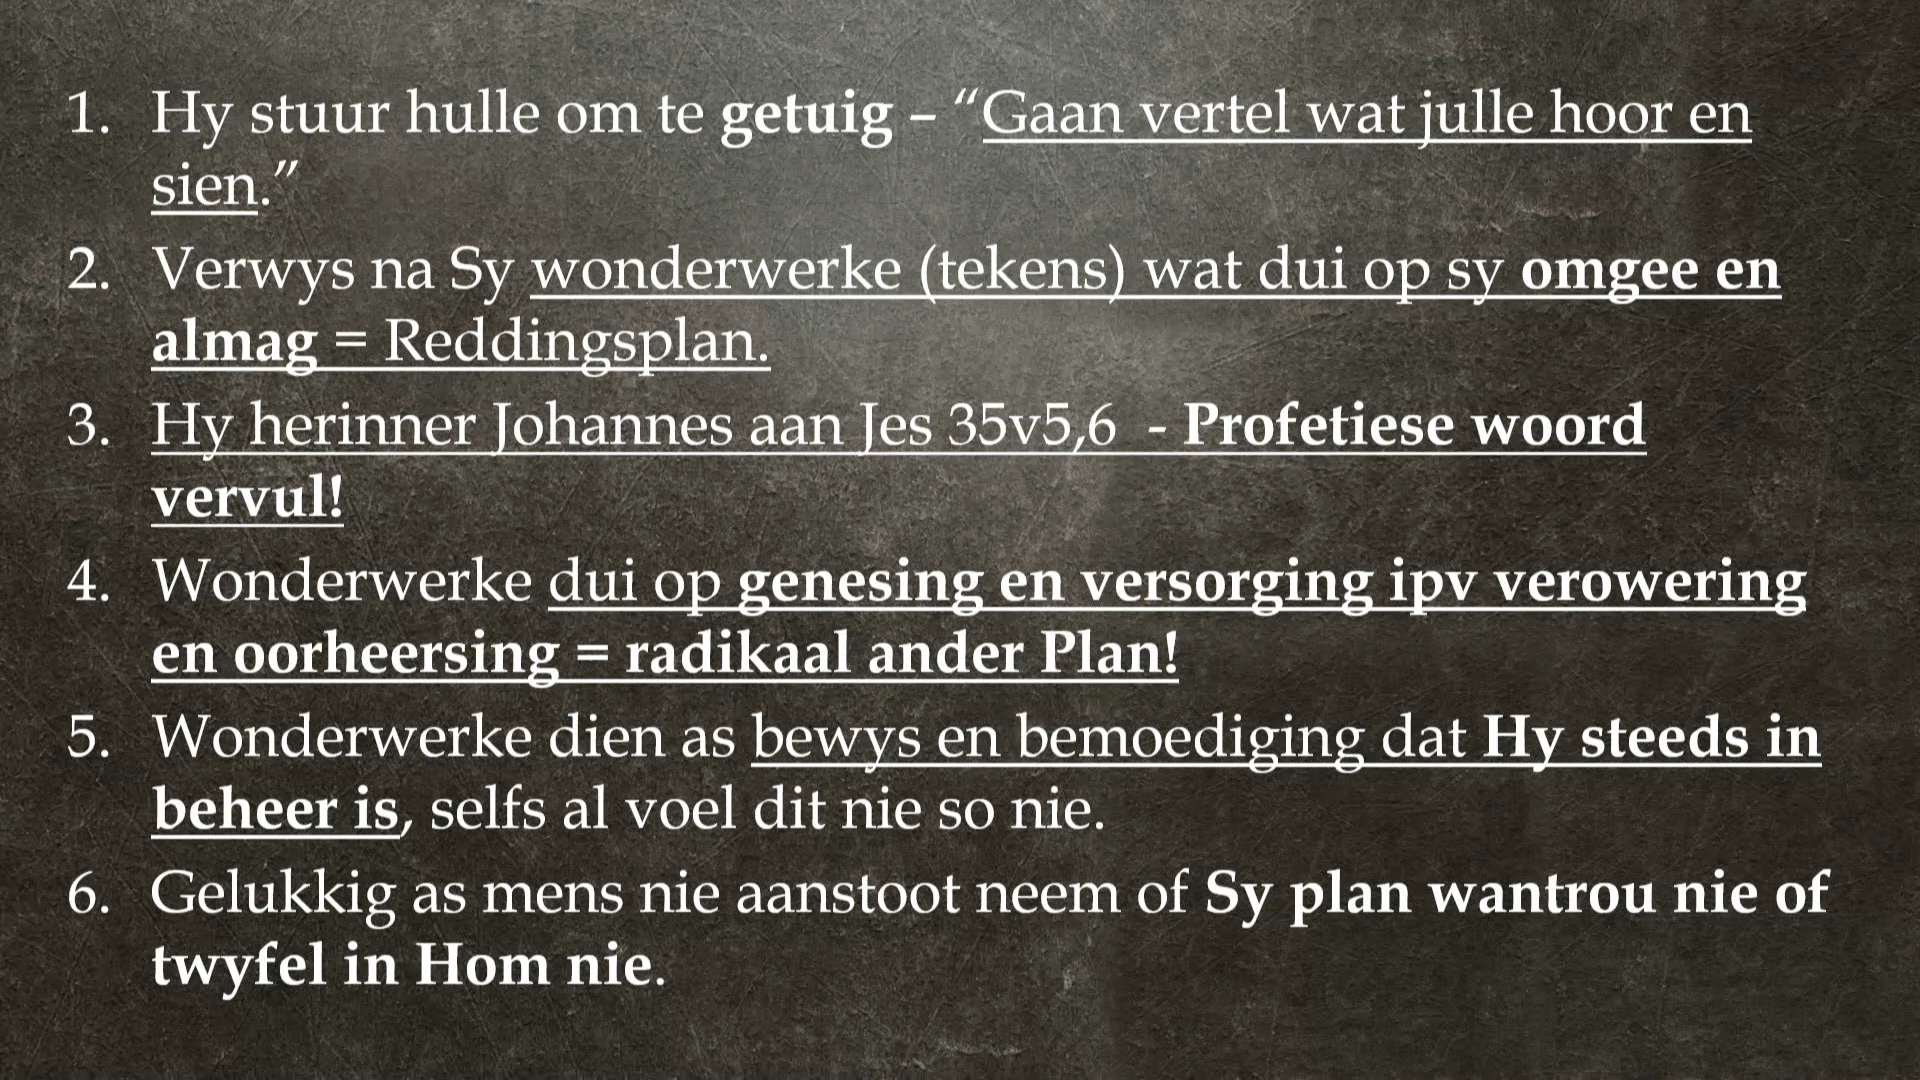 1. Hy stuur hulle om te getuig – “Gaan vertel wat julle hoor en
sien.”
2. Verwys na Sy wonderwerke (tekens) wat dui op sy omgee en
almag = Reddingsplan.
3. Hy herinner Johannes aan Jes 35v5,6 - Profetiese woord
vervul!
4. Wonderwerke dui op genesing en versorging ipv verowering
en oorheersing = radikaal ander Plan!
5. Wonderwerke dien as bewys en bemoediging dat Hy steeds in
beheer is, selfs al voel dit nie so nie.
6. Gelukkig as mens nie aanstoot neem of Sy plan wantrou nie of
twyfel in Hom nie.